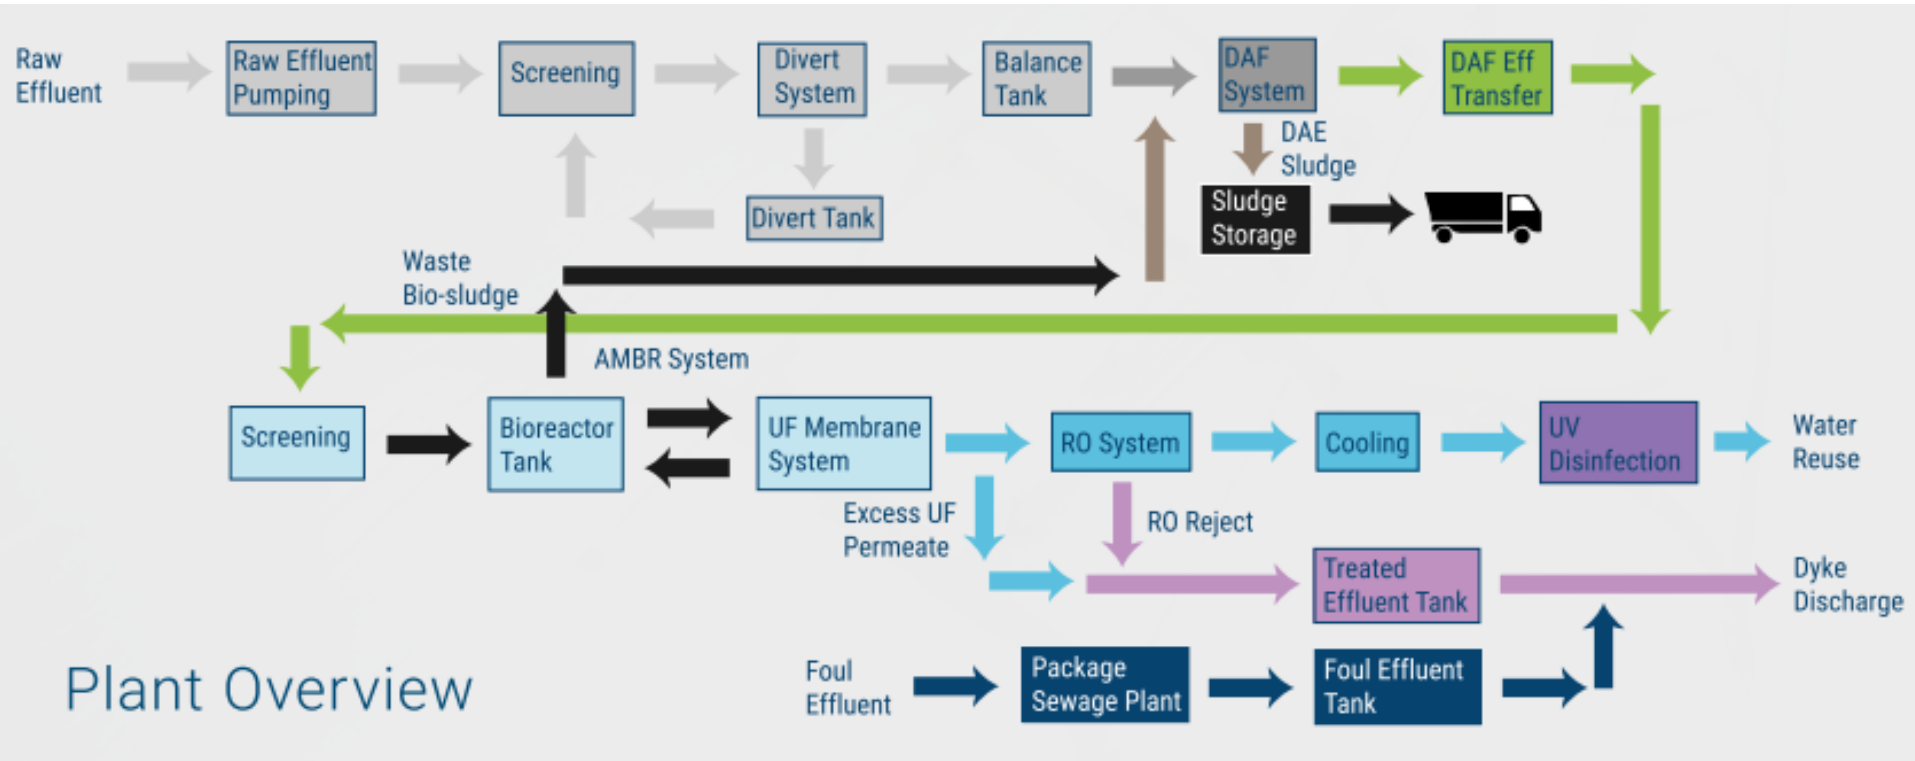 Raw
Effluent
Raw Effluent
Pumping
Screening
Divert
System
Balance
Tank
DAF
System
DAF Eff
Transfer
DAE
Sludge
Divert Tank
Sludge
Storage
Waste
Bio-sludge
AMBR System
Screening
Bioreactor
Tank
UF Membrane
System
RO System
Cooling
UV
Disinfection
Water
Reuse
Excess UF
Permeate
RO Reject
Treated
Effluent Tank
Dyke
Discharge
Plant Overview
Foul
Effluent
Package
Sewage Plant
Foul Effluent
Tank